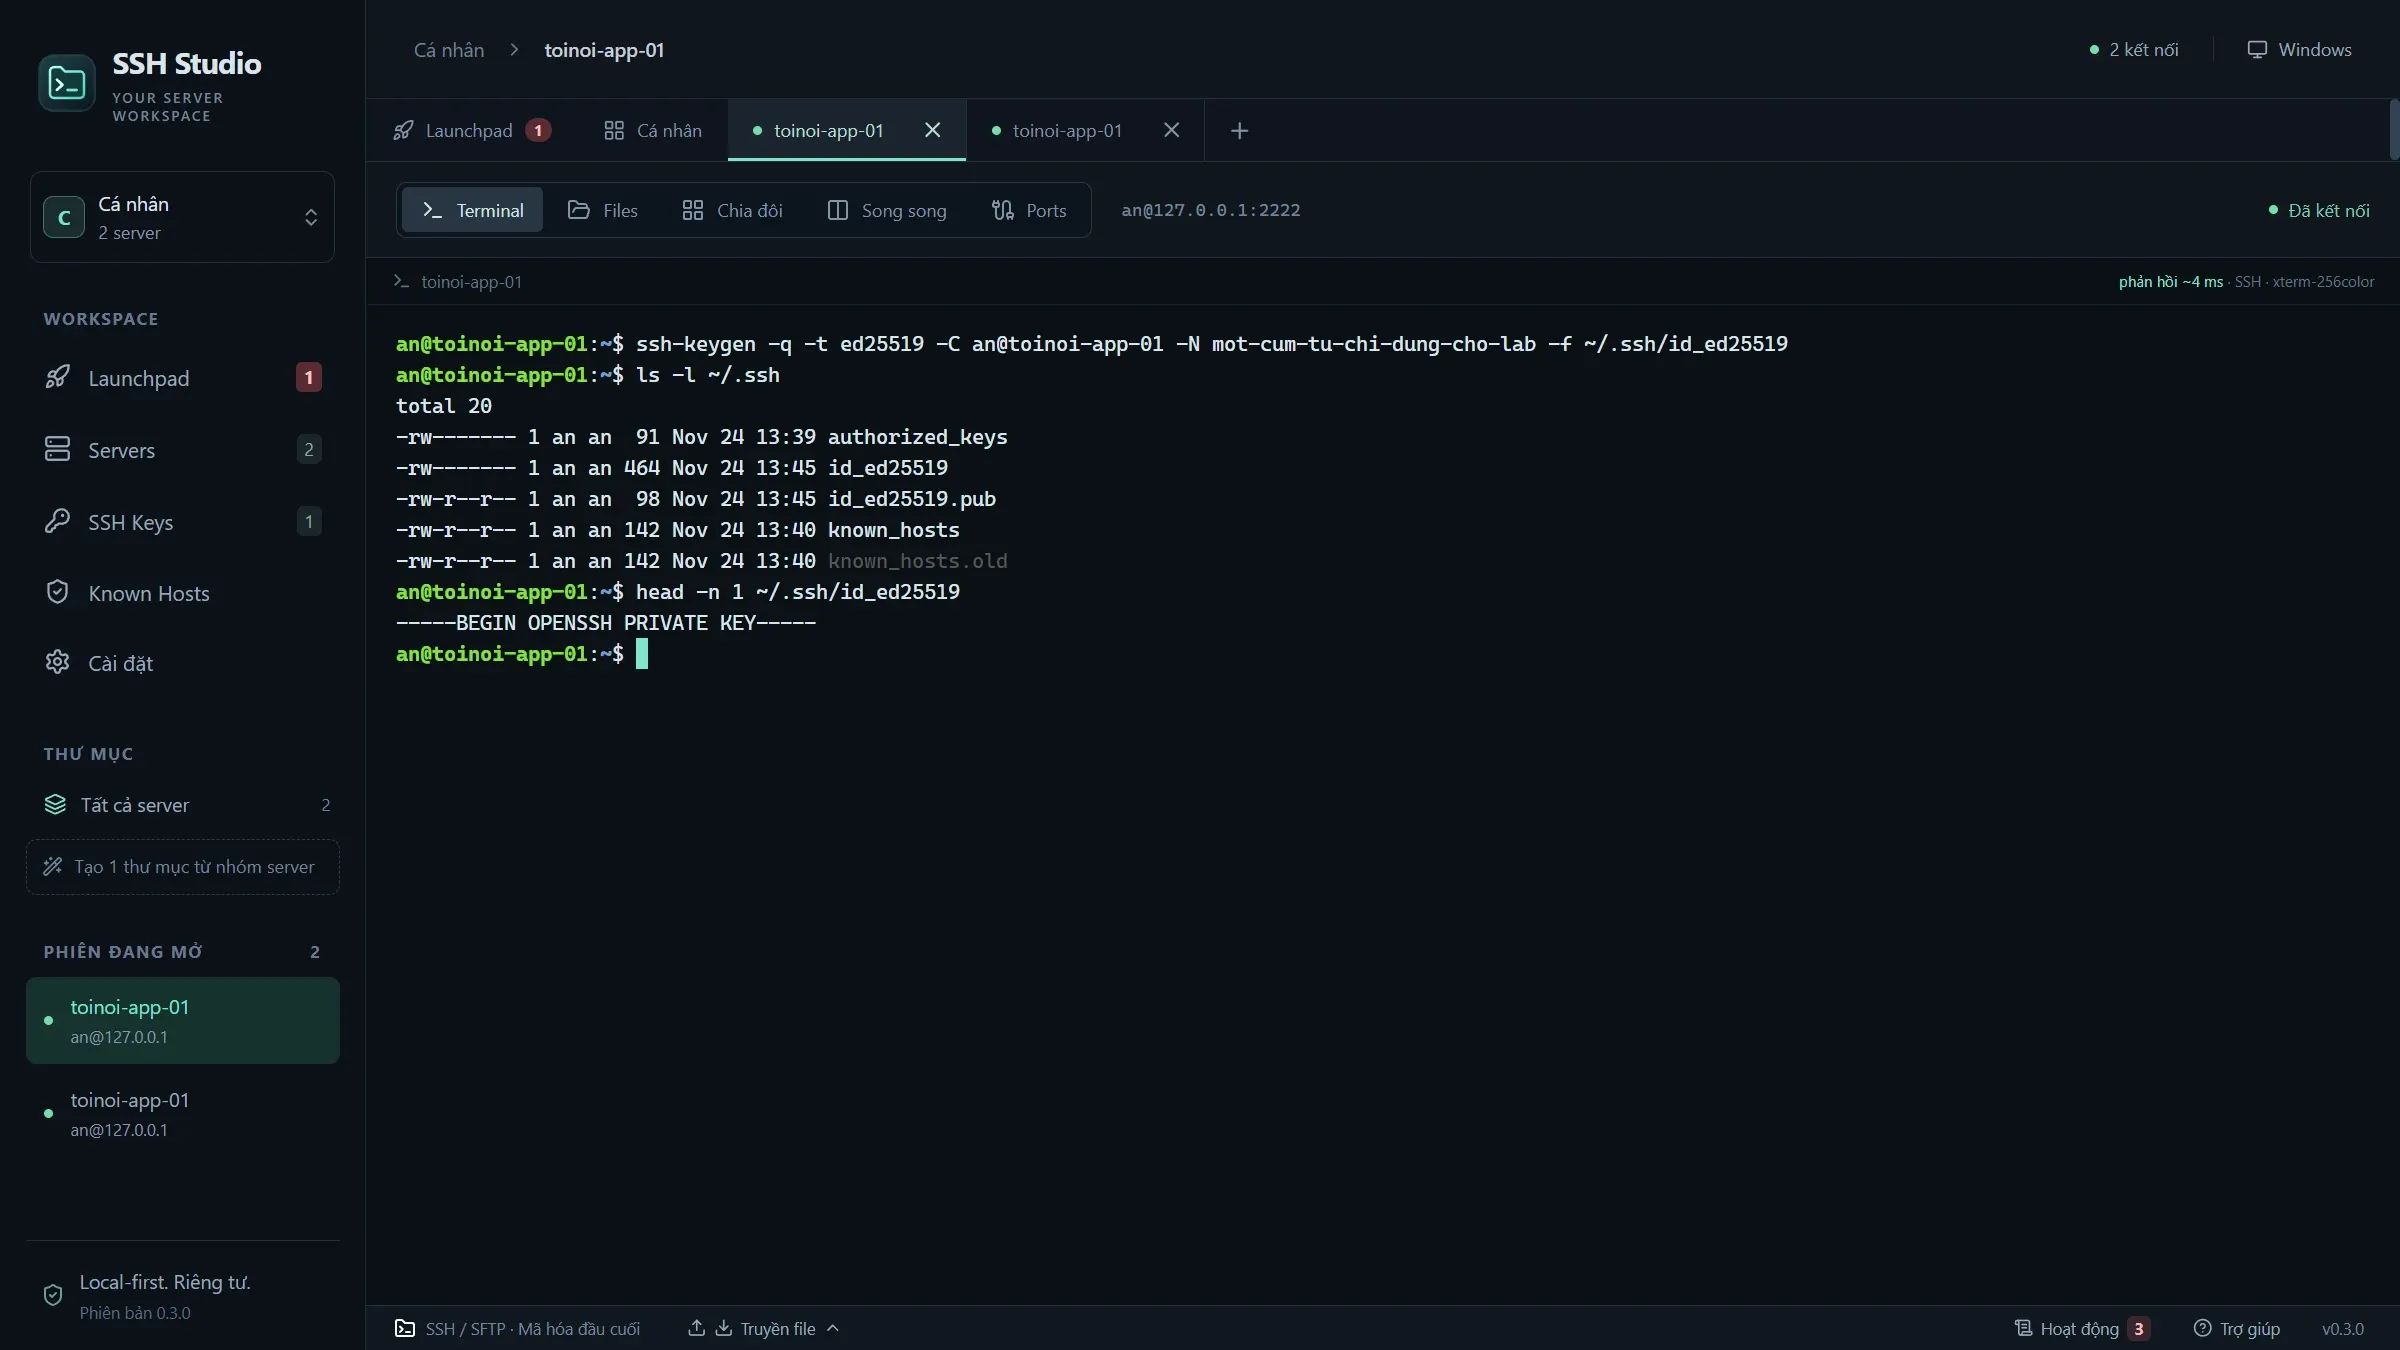 SSH Studio
YOUR SERVER
WORKSPACE
C
Cá nhân
2 server
WORKSPACE
Launchpad 1
Servers 2
SSH Keys 1
Known Hosts
Cài đặt
THƯ MỤC
Tất cả server 2
Tạo 1 thư mục từ nhóm server
PHIÊN ĐANG MỞ 2
toinoi-app-01
an@127.0.0.1
toinoi-app-01
an@127.0.0.1
Local-first. Riêng tư.
Phiên bản 0.3.0
Cá nhân > toinoi-app-01
2 kết nối
Windows
Launchpad 1
Cá nhân
toinoi-app-01
toinoi-app-01
Terminal
Files
Chia đôi
Song song
Ports
an@127.0.0.1:2222
Đã kết nối
toinoi-app-01
phản hồi ~4 ms · SSH · xterm-256color
an@toinoi-app-01:~$ ssh-keygen -q -t ed25519 -C an@toinoi-app-01 -N mot-cum-tu-chi-dung-cho-lab -f ~/.ssh/id_ed25519
an@toinoi-app-01:~$ ls -l ~/.ssh
total 20
-rw------- 1 an an  91 Nov 24 13:39 authorized_keys
-rw------- 1 an an 464 Nov 24 13:45 id_ed25519
-rw-r--r-- 1 an an  98 Nov 24 13:45 id_ed25519.pub
-rw-r--r-- 1 an an 142 Nov 24 13:40 known_hosts
-rw-r--r-- 1 an an 142 Nov 24 13:40 known_hosts.old
an@toinoi-app-01:~$ head -n 1 ~/.ssh/id_ed25519
-----BEGIN OPENSSH PRIVATE KEY-----
an@toinoi-app-01:~$
SSH / SFTP · Mã hóa đầu cuối
Truyền file
Hoạt động 3
Trợ giúp
v0.3.0